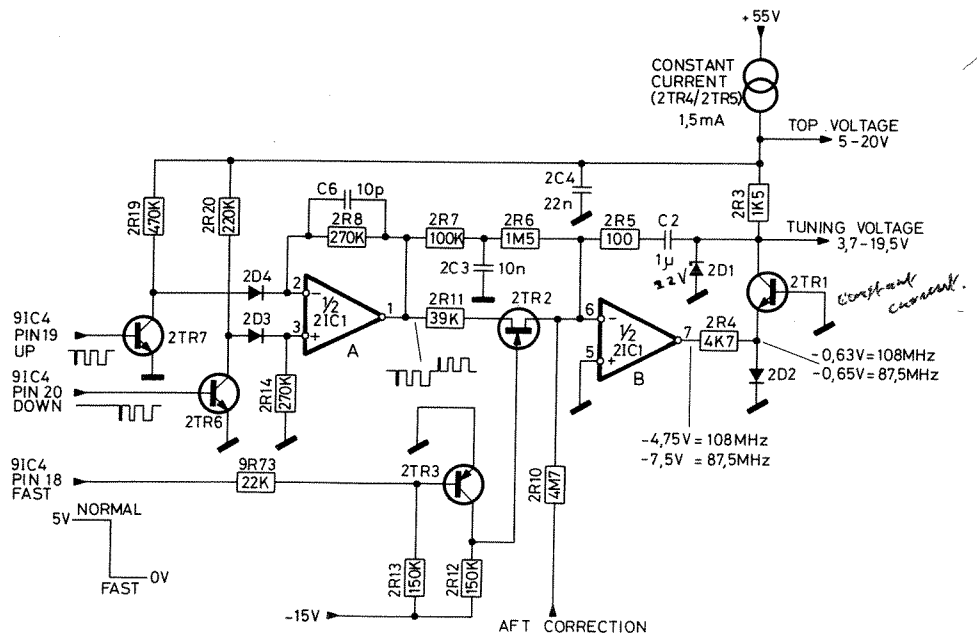 +55V
CONSTANT
CURRENT
(2TR4/2TR5)
1,5mA
TOP VOLTAGE
5-20V
2R19
470K
2R20
220K
C6
10p
2R8
270K
2R7
100K
2R6
1M5
2C4
22n
2R5
100
C2
1µ
2R3
1K5
TUNING VOLTAGE
3,7-19,5V
2C3
10n
22V
2D1
2TR1
constant
current.
2D4
2D3
2
−
3
+
½
2IC1
1
A
2R11
39K
2TR2
6
−
5
+
½
2IC1
7
B
2R4
4K7
-0,63V=108MHz
-0,65V=87,5MHz
2D2
-4,75V=108MHz
-7,5V=87,5MHz
9IC4
PIN19
UP
2TR7
9IC4
PIN 20
DOWN
2TR6
2R14
270K
9IC4
PIN 18
FAST
9R73
22K
2TR3
2R10
4M7
5V
NORMAL
FAST
0V
2R13
150K
2R12
150K
-15V
AFT CORRECTION